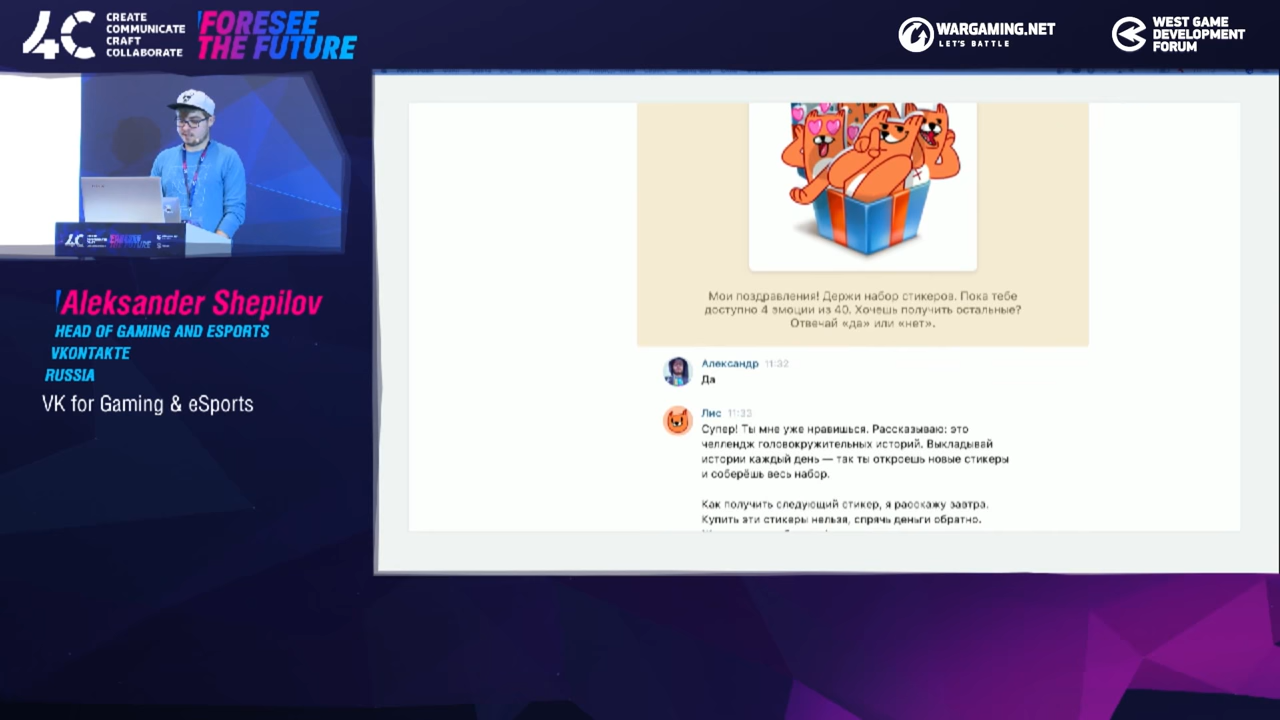 4C
CREATE
COMMUNICATE
CRAFT
COLLABORATE
FORESEE
THE FUTURE
WARGAMING.NET
LET'S BATTLE
WEST GAME
DEVELOPMENT
FORUM
Aleksander Shepilov
HEAD OF GAMING AND ESPORTS
VKONTAKTE
RUSSIA
VK for Gaming & eSports
Мои поздравления! Держи набор стикеров. Пока тебе
доступно 4 эмоции из 40. Хочешь получить остальные?
Отвечай «да» или «нет».
Александр 11:32
Да
Лис 11:33
Супер! Ты мне уже нравишься. Рассказываю: это
челлендж головокружительных историй. Выкладывай
истории каждый день — так ты откроешь новые стикеры
и соберёшь весь набор.
Как получить следующий стикер, я расскажу завтра.
Купить эти стикеры нельзя, спрячь деньги обратно.